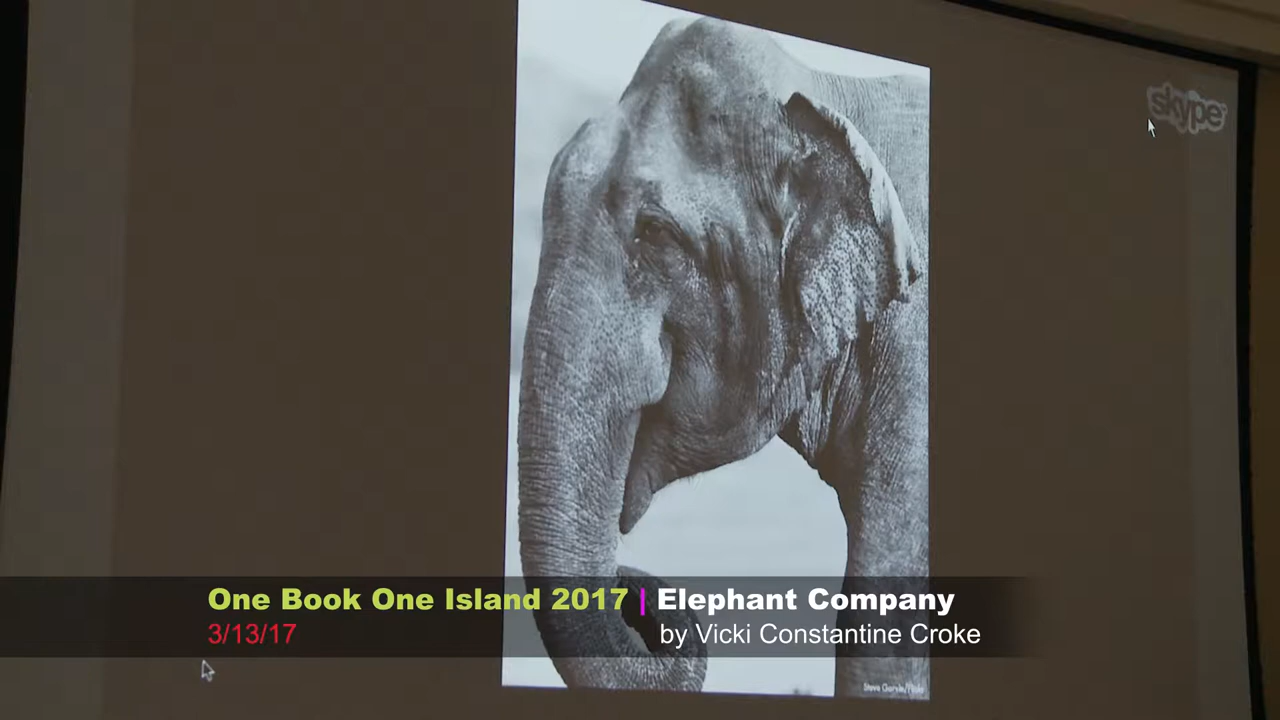 skype
One Book One Island 2017 | Elephant Company
3/13/17 by Vicki Constantine Croke